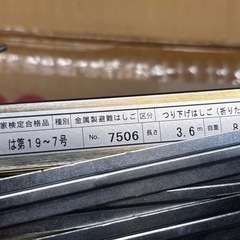 家検定合格品 種別 金属製避難はしご 区分 つり下げはしご(折りた
は第19～7号 No. 7506 長さ 3.6m 自重